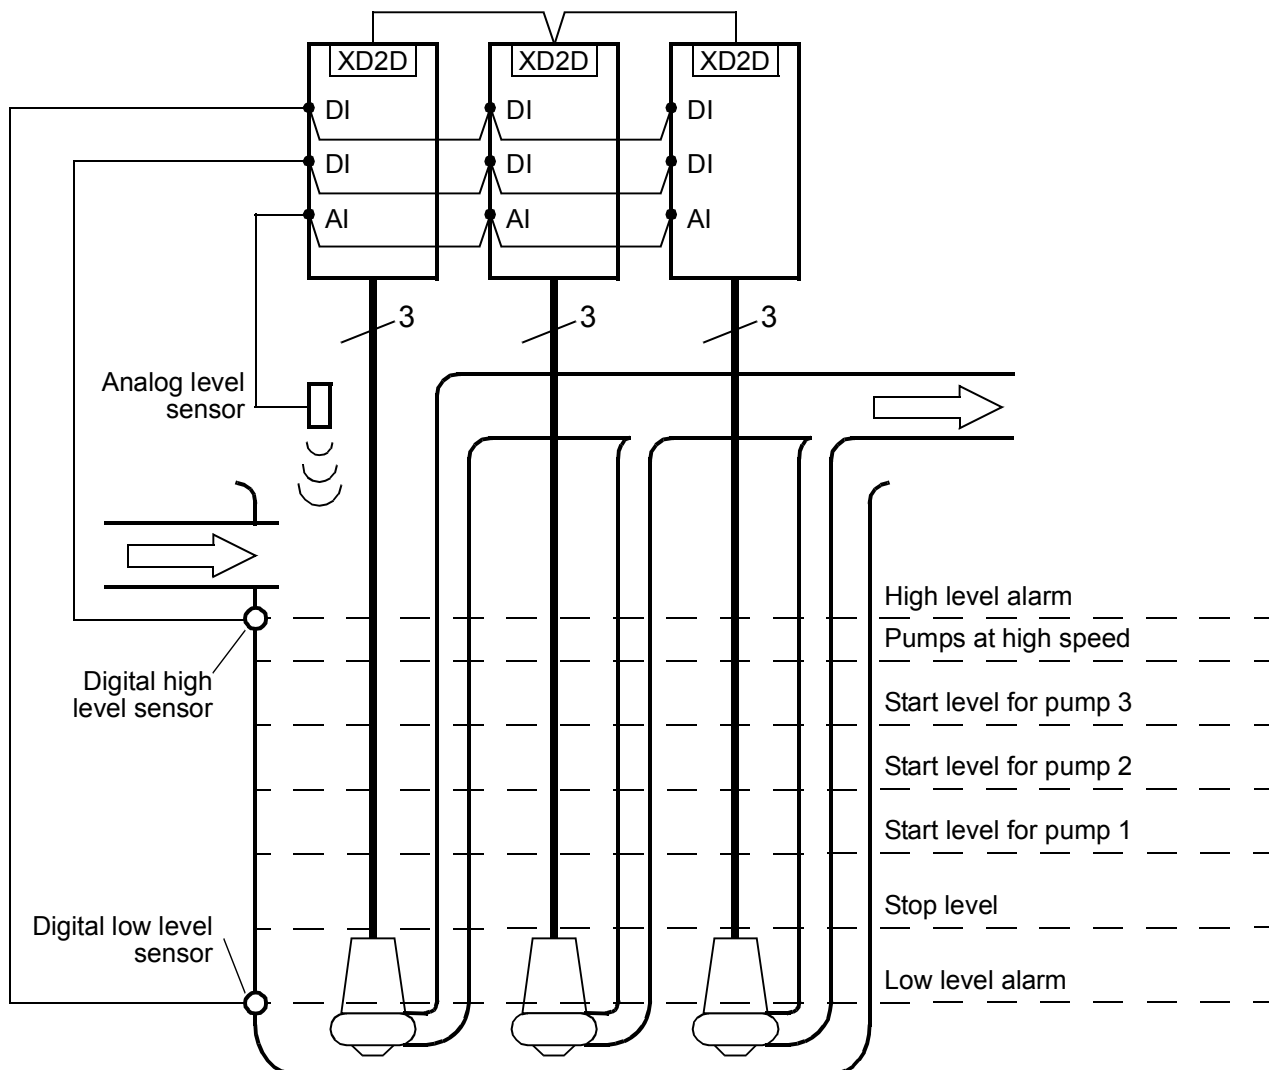 XD2D XD2D XD2D
DI DI DI
DI DI DI
AI AI AI
3 3 3
Analog level
sensor
High level alarm
Pumps at high speed
Digital high
level sensor
Start level for pump 3
Start level for pump 2
Start level for pump 1
Stop level
Digital low level
sensor
Low level alarm